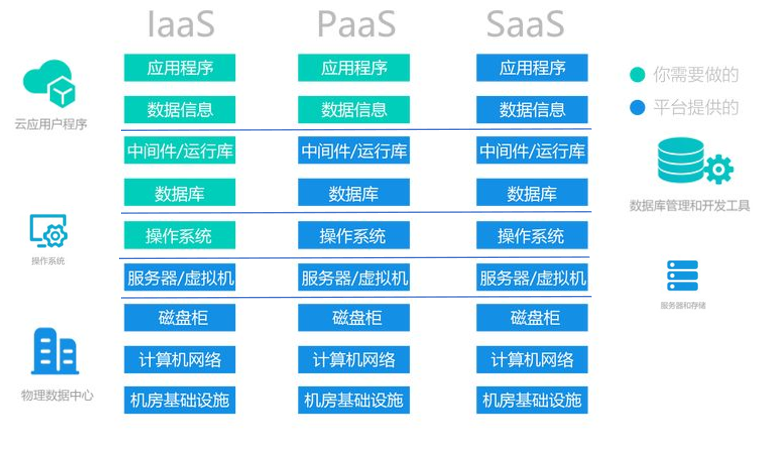 IaaS PaaS SaaS
应用程序 应用程序 应用程序
你需要做的
数据信息 数据信息 数据信息
平台提供的
云应用户程序
中间件/运行库 中间件/运行库 中间件/运行库
数据库 数据库 数据库
数据库管理和开发工具
操作系统 操作系统 操作系统
操作系统
服务器/虚拟机 服务器/虚拟机 服务器/虚拟机
服务器和存储
磁盘柜 磁盘柜 磁盘柜
计算机网络 计算机网络 计算机网络
物理数据中心
机房基础设施 机房基础设施 机房基础设施